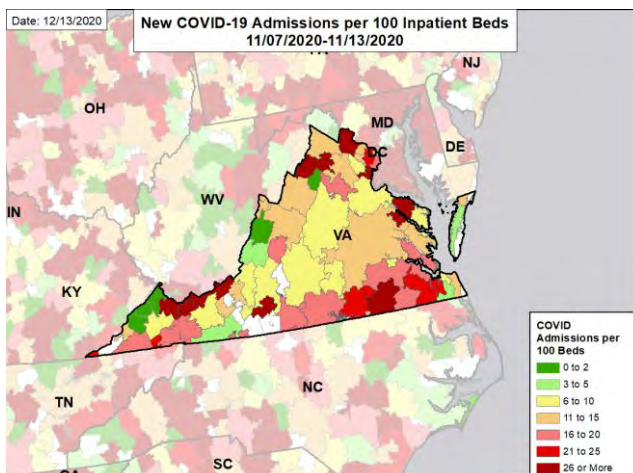 Date: 12/13/2020
New COVID-19 Admissions per 100 Inpatient Beds
11/07/2020-11/13/2020
NJ
OH
MD
DC
DE
WV
IN
VA
KY
NC
TN
SC
COVID
Admissions per
100 Beds
0 to 2
3 to 5
6 to 10
11 to 15
16 to 20
21 to 25
26 or More